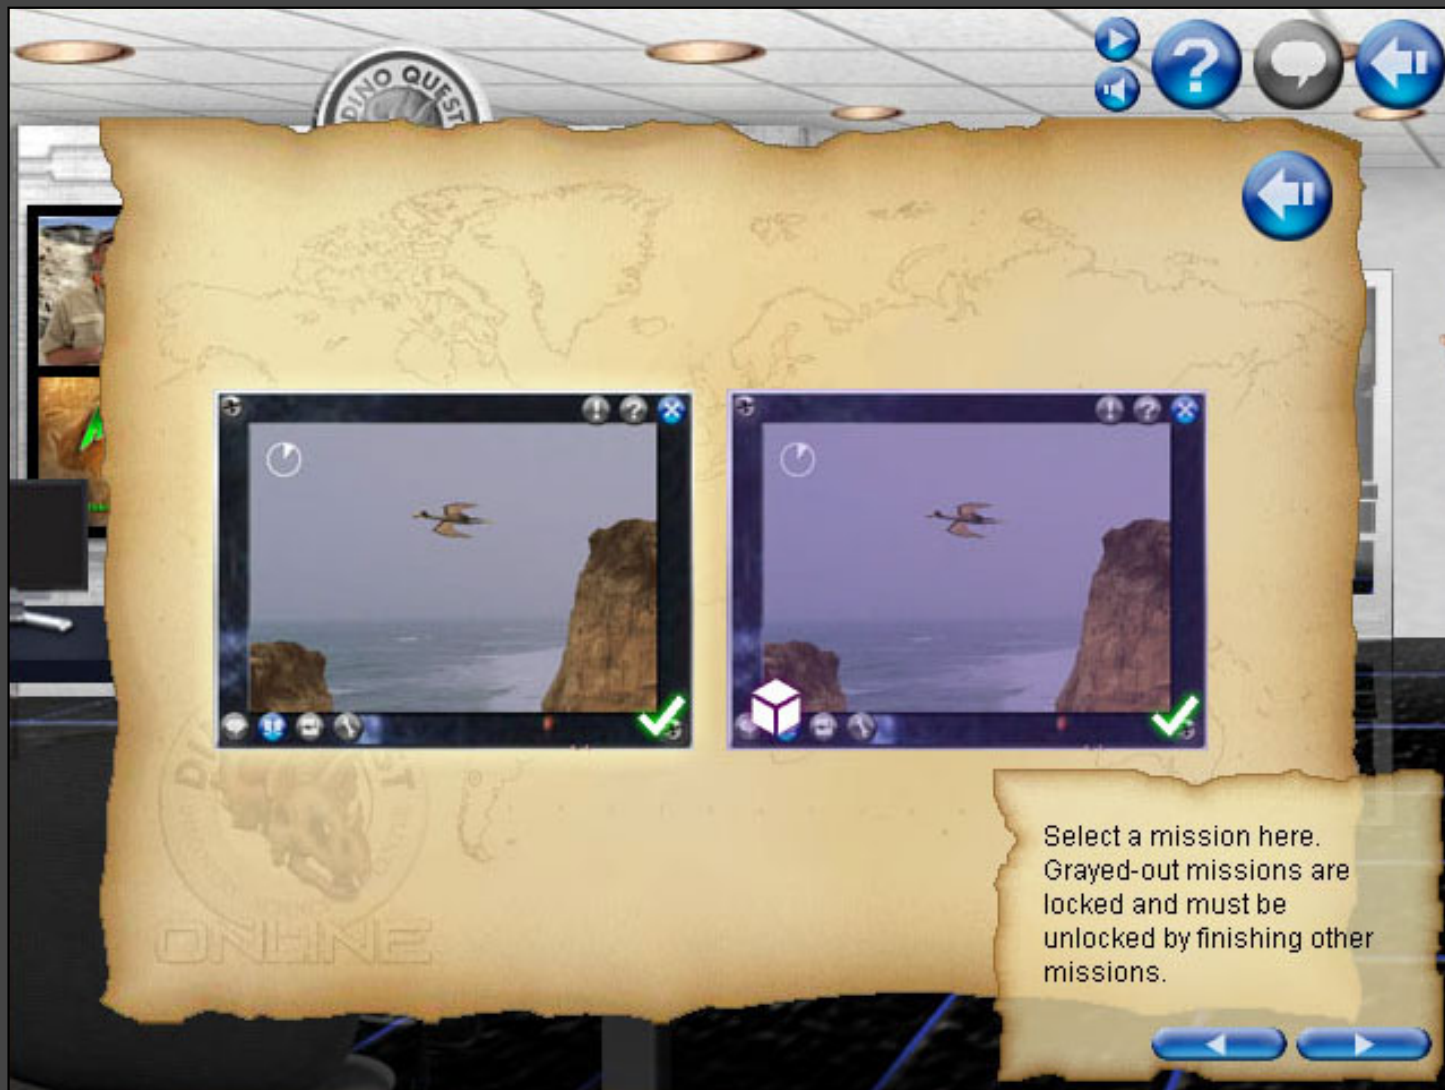 DINO QUEST
ONLINE
Select a mission here.
Grayed-out missions are
locked and must be
unlocked by finishing other
missions.